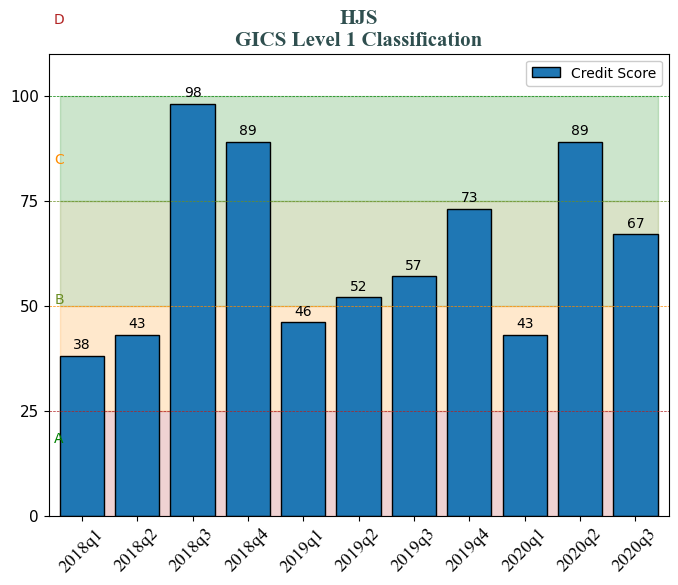 D
HJS
GICS Level 1 Classification
Credit Score
100
98
89
89
C
75
73
67
57
52
B
50
46
43
43
38
25
A
0
2018q1
2018q2
2018q3
2018q4
2019q1
2019q2
2019q3
2019q4
2020q1
2020q2
2020q3